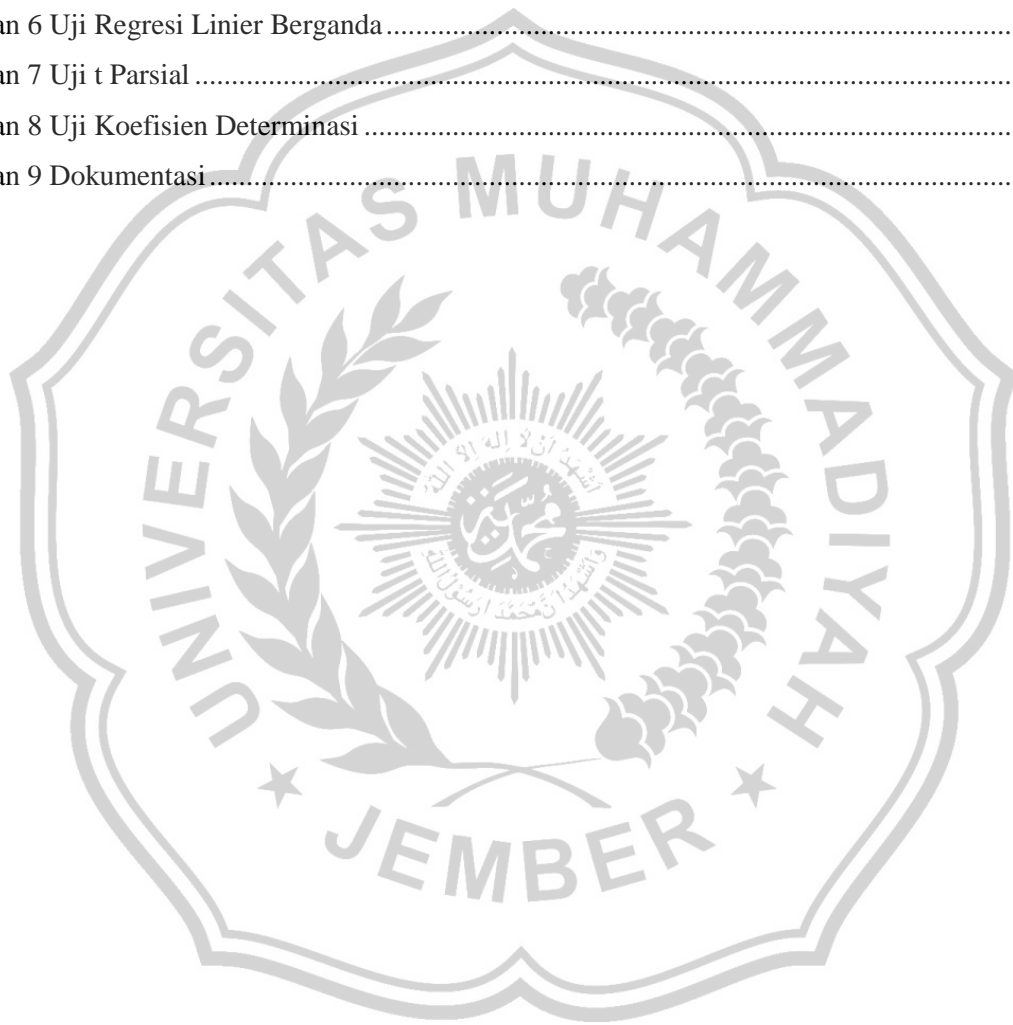 an 6 Uji Regresi Linier Berganda........................................................................................
an 7 Uji t Parsial....................................................................................................................
an 8 Uji Koefisien Determinasi...........................................................................................
an 9 Dokumentasi..................................................................................................................
UNIVERSITAS MUHAMMADIYAH
JEMBER